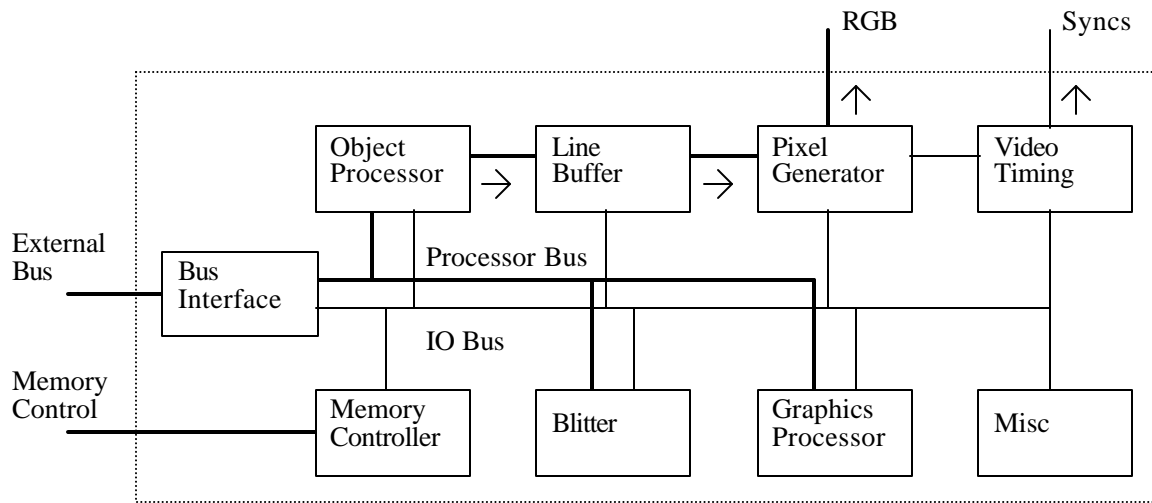 RGB
Syncs
Object
Processor
Line
Buffer
Pixel
Generator
Video
Timing
External
Bus
Bus
Interface
Processor Bus
IO Bus
Memory
Control
Memory
Controller
Blitter
Graphics
Processor
Misc